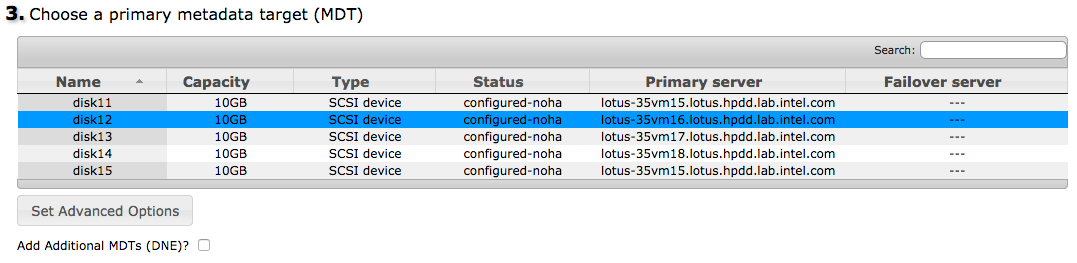 3. Choose a primary metadata target (MDT)
Search:
Name Capacity Type Status Primary server Failover server
disk11 10GB SCSI device configured-noha lotus-35vm15.lotus.hpdd.lab.intel.com ---
disk12 10GB SCSI device configured-noha lotus-35vm16.lotus.hpdd.lab.intel.com ---
disk13 10GB SCSI device configured-noha lotus-35vm17.lotus.hpdd.lab.intel.com ---
disk14 10GB SCSI device configured-noha lotus-35vm18.lotus.hpdd.lab.intel.com ---
disk15 10GB SCSI device configured-noha lotus-35vm15.lotus.hpdd.lab.intel.com ---
Set Advanced Options
Add Additional MDTs (DNE)?